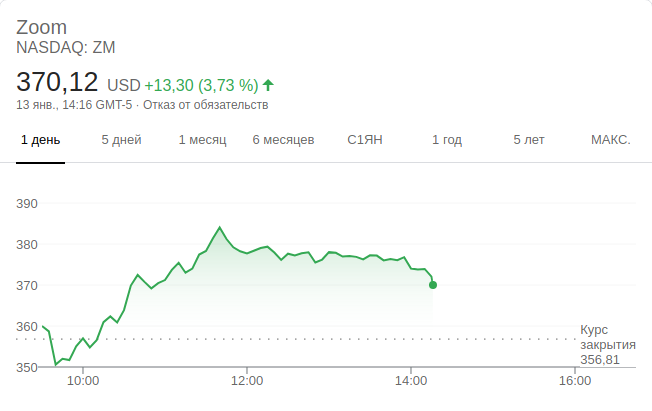 Zoom
NASDAQ: ZM
370,12 USD +13,30 (3,73 %)
13 янв., 14:16 GMT-5 · Отказ от обязательств
1 день 5 дней 1 месяц 6 месяцев С1ЯН 1 год 5 лет МАКС.
390
380
370
360
350
Курс
закрытия
356,81
10:00 12:00 14:00 16:00